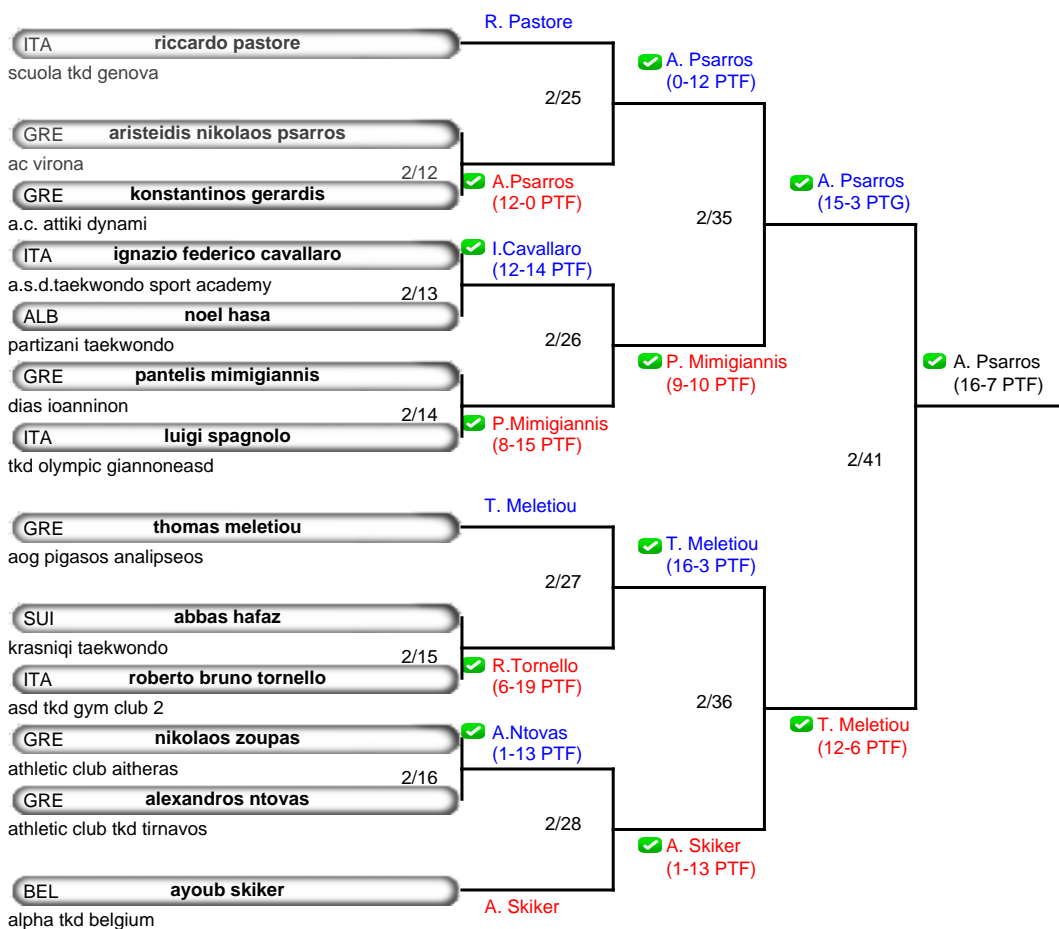 R. Pastore
ITA riccardo pastore
scuola tkd genova
A. Psarros
(0-12 PTF)
2/25
GRE aristeidis nikolaos psarros
ac virona
2/12
A.Psarros
(12-0 PTF)
GRE konstantinos gerardis
a.c. attiki dynami
A. Psarros
(15-3 PTG)
2/35
ITA ignazio federico cavallaro
a.s.d.taekwondo sport academy
I.Cavallaro
(12-14 PTF)
2/13
ALB noel hasa
partizani taekwondo
2/26
P. Mimigiannis
(9-10 PTF)
GRE pantelis mimigiannis
dias ioanninon
2/14
P.Mimigiannis
(8-15 PTF)
ITA luigi spagnolo
tkd olympic giannoneasd
A. Psarros
(16-7 PTF)
2/41
T. Meletiou
GRE thomas meletiou
aog pigasos analipseos
T. Meletiou
(16-3 PTF)
2/27
SUI abbas hafaz
krasniqi taekwondo
2/15
R.Tornello
(6-19 PTF)
ITA roberto bruno tornello
asd tkd gym club 2
2/36
T. Meletiou
(12-6 PTF)
GRE nikolaos zoupas
athletic club aitheras
A.Ntovas
(1-13 PTF)
2/16
GRE alexandros ntovas
athletic club tkd tirnavos
2/28
A. Skiker
(1-13 PTF)
BEL ayoub skiker
alpha tkd belgium
A. Skiker